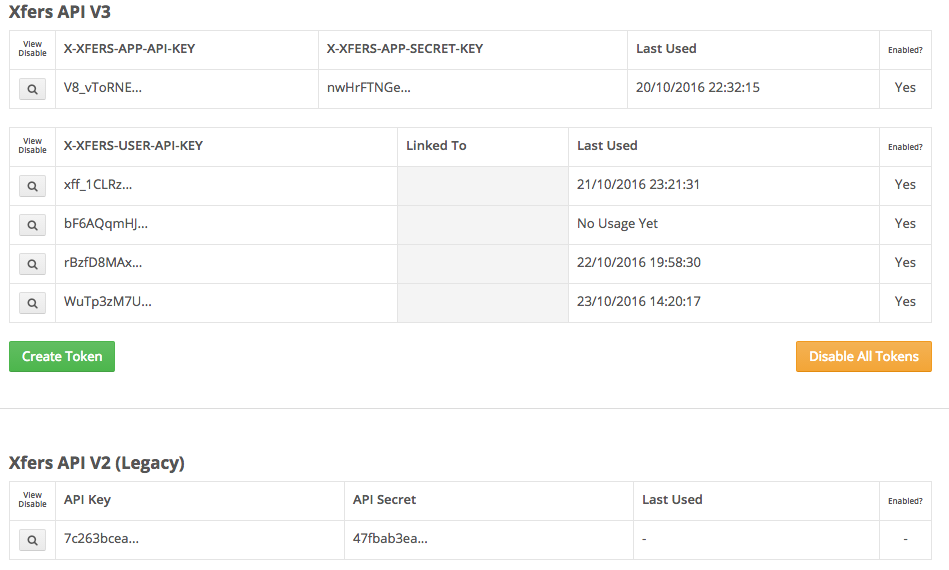 Xfers API V3
View Disable X-XFERS-APP-API-KEY X-XFERS-APP-SECRET-KEY Last Used Enabled?
V8_vToRNE... nwHrFTNGe... 20/10/2016 22:32:15 Yes
View Disable X-XFERS-USER-API-KEY Linked To Last Used Enabled?
xff_1CLRz... 21/10/2016 23:21:31 Yes
bF6AQqmHJ... No Usage Yet Yes
rBzfD8MAx... 22/10/2016 19:58:30 Yes
WuTp3zM7U... 23/10/2016 14:20:17 Yes
Create Token Disable All Tokens
Xfers API V2 (Legacy)
View Disable API Key API Secret Last Used Enabled?
7c263bcea... 47fbab3ea... - -